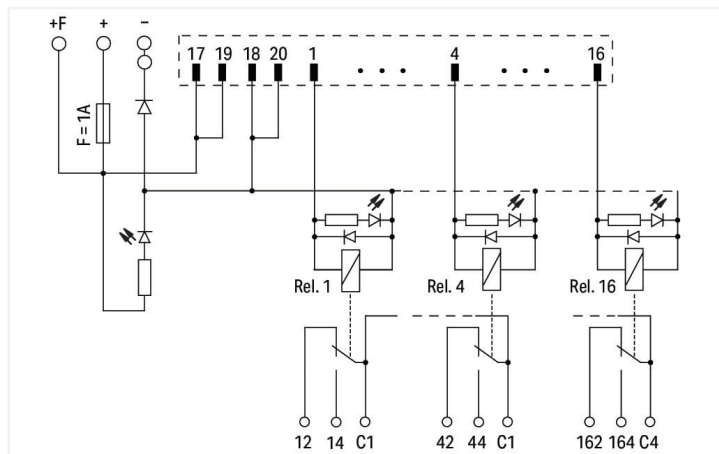 +F + –
17 19 18 20 1 • • • 4 • • • 16
F = 1A
Rel. 1 Rel. 4 Rel. 16
12 14 C1 42 44 C1 162 164 C4